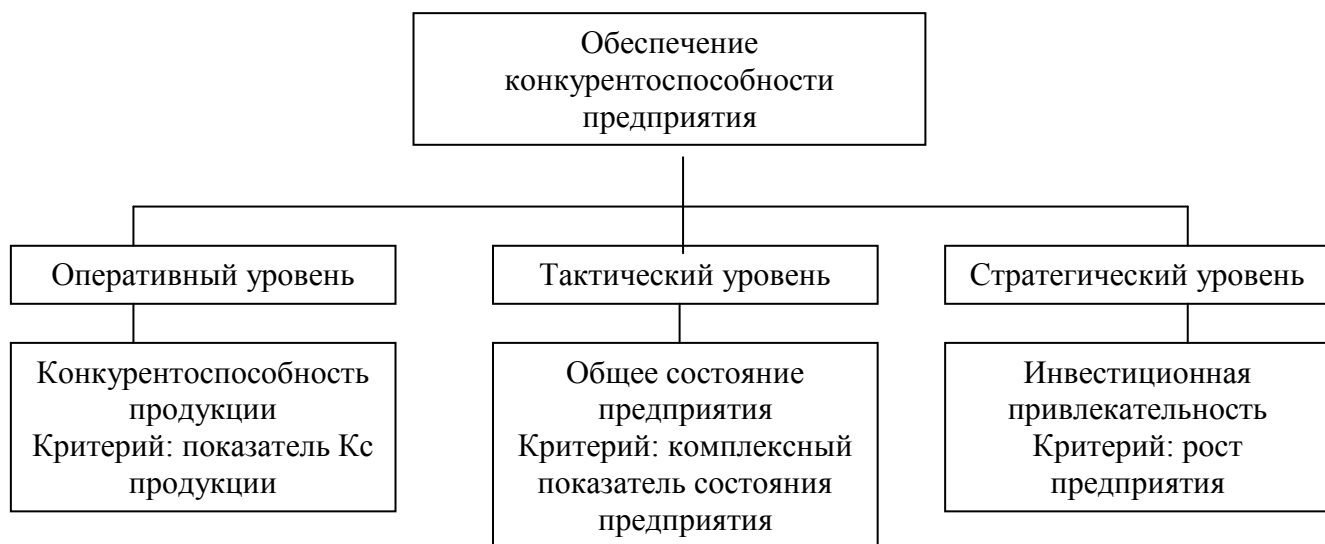 Обеспечение
конкурентоспособности
предприятия
Оперативный уровень
Тактический уровень
Стратегический уровень
Конкурентоспособность
продукции
Критерий: показатель Кс
продукции
Общее состояние
предприятия
Критерий: комплексный
показатель состояния
предприятия
Инвестиционная
привлекательность
Критерий: рост
предприятия